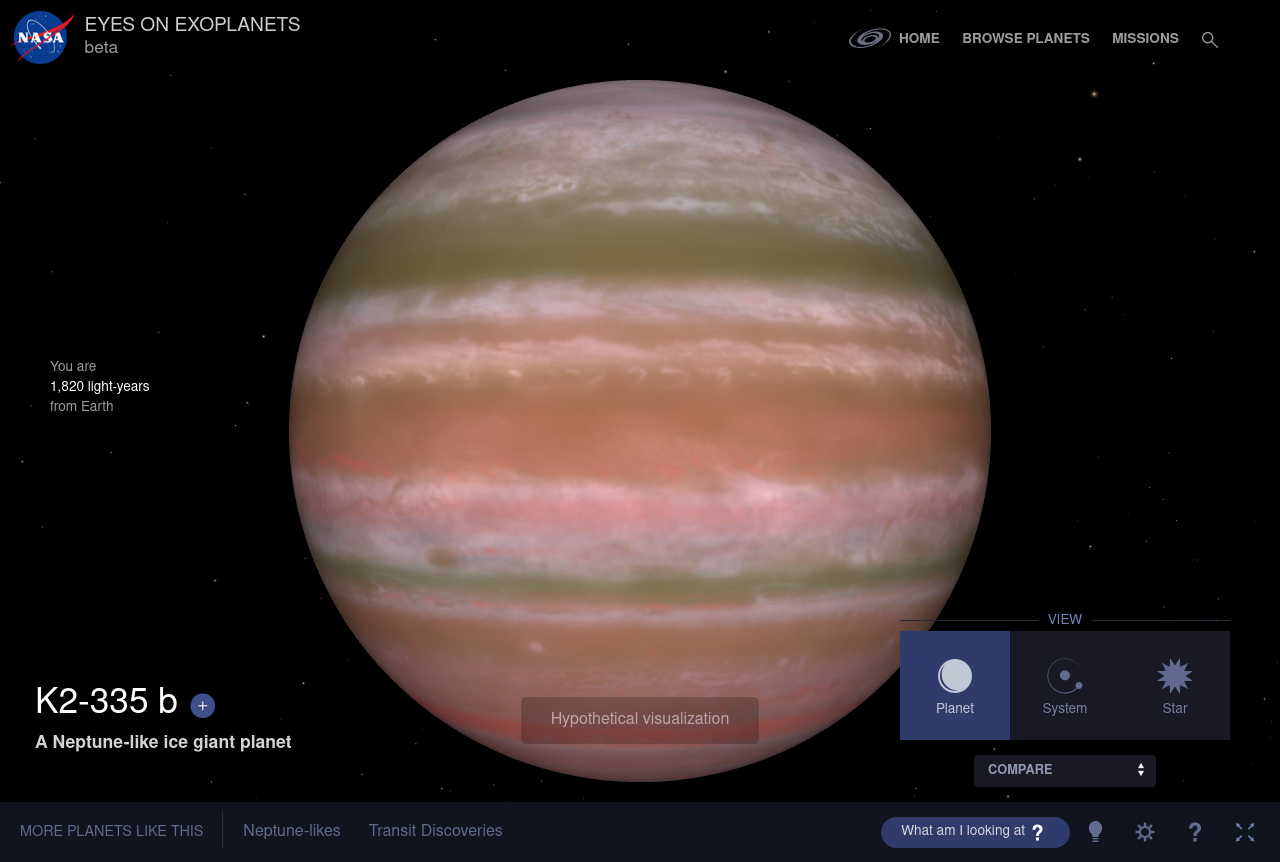 NASA
EYES ON EXOPLANETS
beta
HOME
BROWSE PLANETS
MISSIONS
You are
1,820 light-years
from Earth
VIEW
Planet
System
Star
K2-335 b +
A Neptune-like ice giant planet
Hypothetical visualization
COMPARE
MORE PLANETS LIKE THIS
Neptune-likes
Transit Discoveries
What am I looking at ?
?